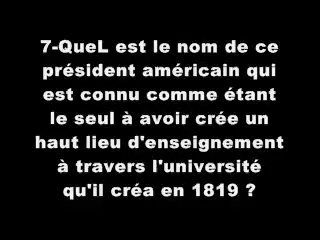 7-QueL est le nom de ce
président américain qui
est connu comme étant
le seul à avoir crée un
haut lieu d'enseignement
à travers l'université
qu'il créa en 1819 ?